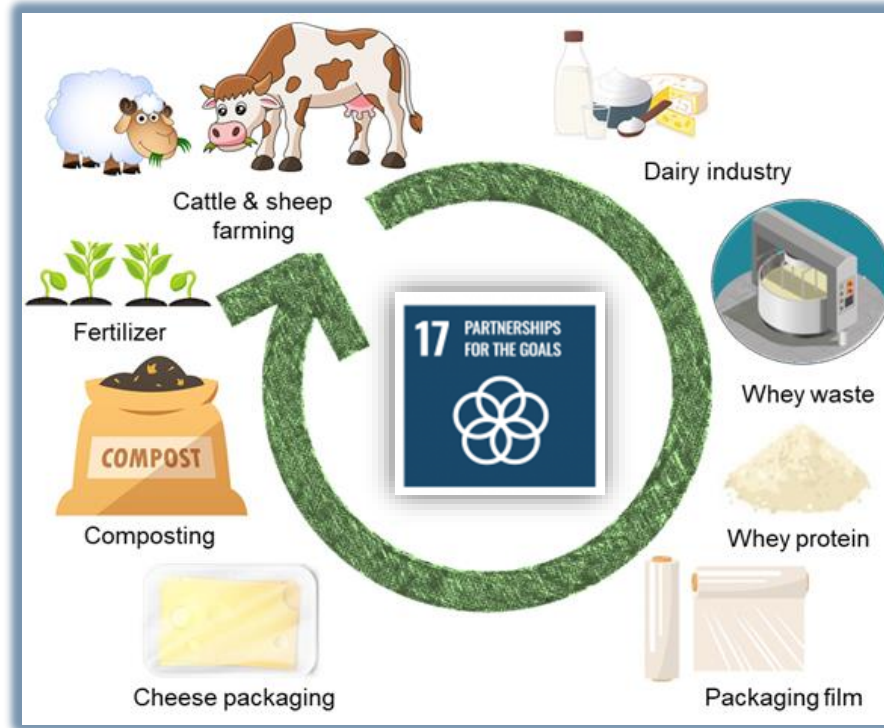 Cattle & sheep
farming
Dairy industry
Whey waste
Whey protein
Packaging film
Cheese packaging
COMPOST
Composting
Fertilizer
17 PARTNERSHIPS
FOR THE GOALS